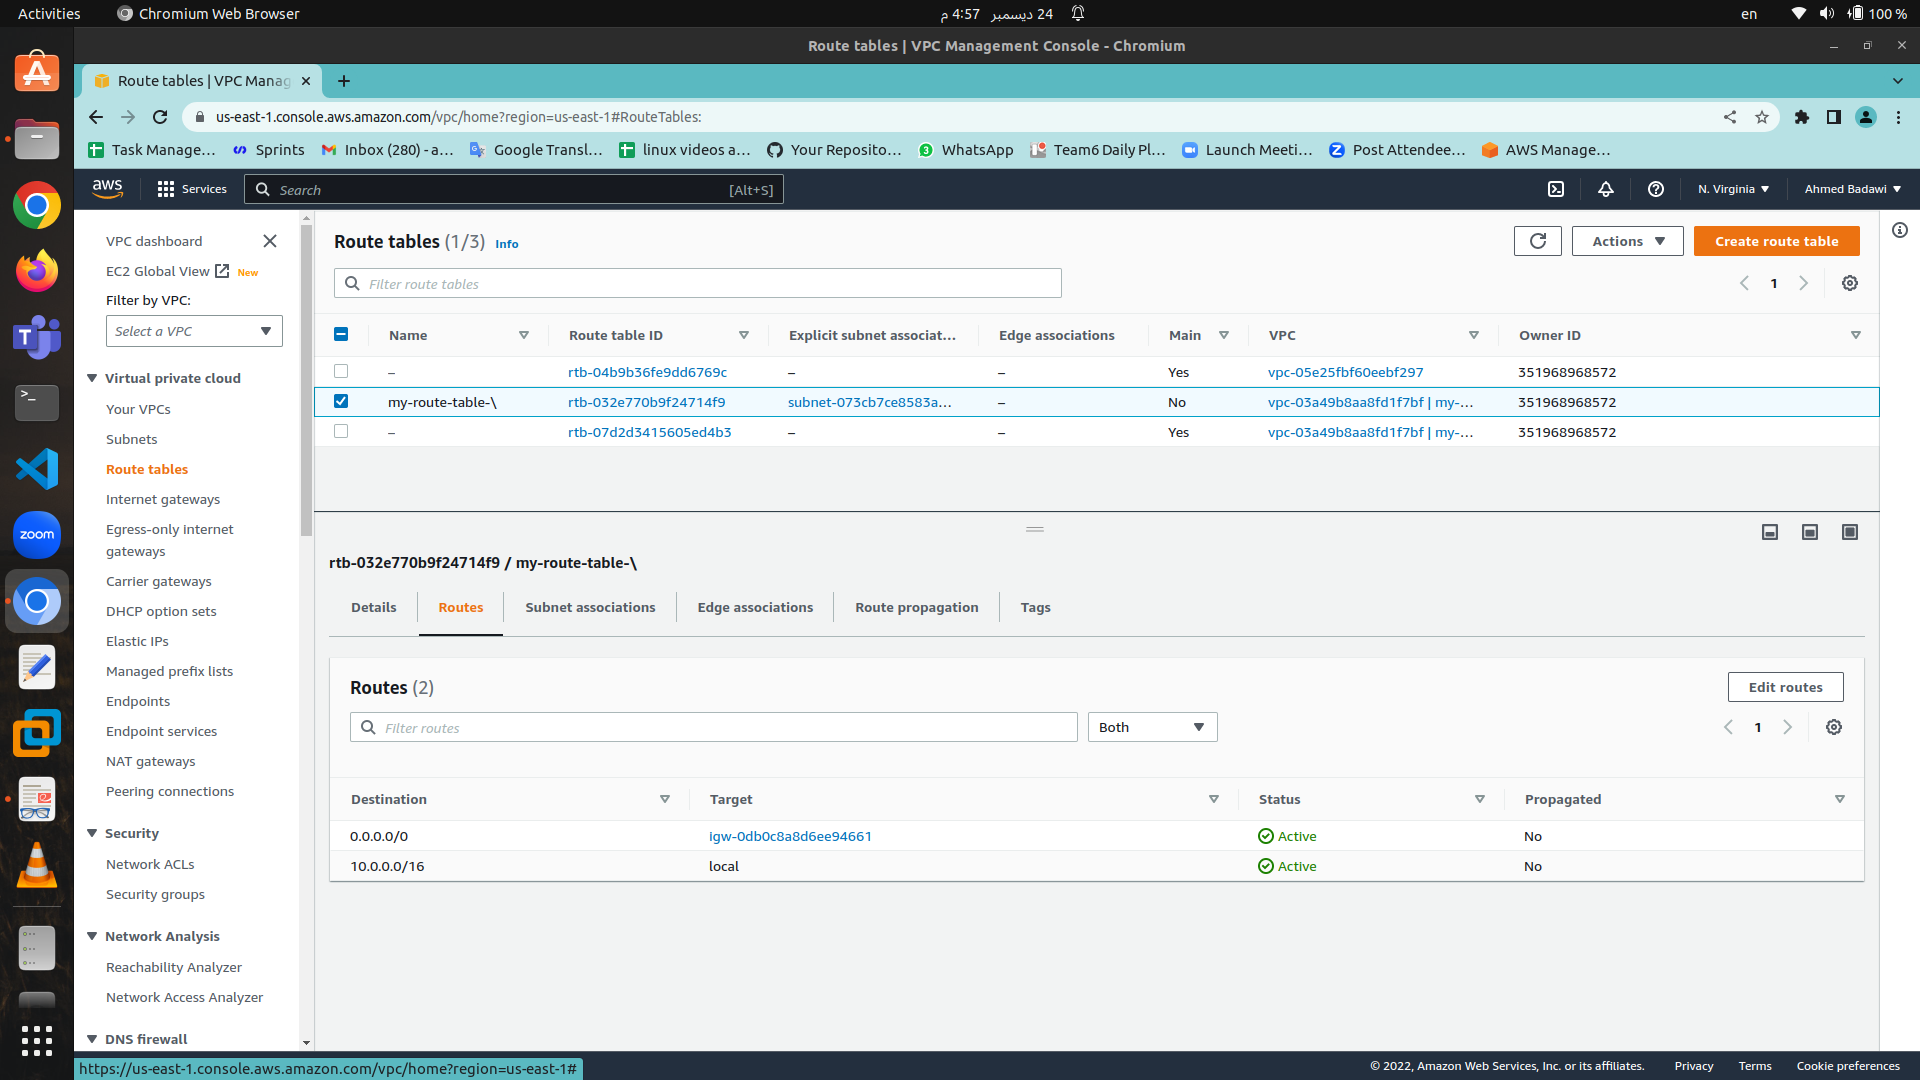 Activities
Chromium Web Browser
24 ديسمبر 4:57 م
en
100 %
Route tables | VPC Management Console - Chromium
Route tables | VPC Manag
us-east-1.console.aws.amazon.com/vpc/home?region=us-east-1#RouteTables:
Task Manage...
Sprints
Inbox (280) - a...
Google Transl...
linux videos a...
Your Reposito...
3
WhatsApp
Team6 Daily Pl...
Launch Meeti...
Z
Post Attendee...
AWS Manage...
aws
Services
Search
[Alt+S]
N. Virginia
Ahmed Badawi
VPC dashboard
EC2 Global View New
Filter by VPC:
Select a VPC
Virtual private cloud
Your VPCs
Subnets
Route tables
Internet gateways
Egress-only internet
gateways
Carrier gateways
DHCP option sets
Elastic IPs
Managed prefix lists
Endpoints
Endpoint services
NAT gateways
Peering connections
Security
Network ACLs
Security groups
Network Analysis
Reachability Analyzer
Network Access Analyzer
DNS firewall
Route tables (1/3) Info
Actions
Create route table
Filter route tables
1
Name Route table ID Explicit subnet associat... Edge associations Main VPC Owner ID
– rtb-04b9b36fe9dd6769c – – Yes vpc-05e25fbf60eebf297 351968968572
my-route-table-\ rtb-032e770b9f24714f9 subnet-073cb7ce8583a... – No vpc-03a49b8aa8fd1f7bf | my-... 351968968572
– rtb-07d2d3415605ed4b3 – – Yes vpc-03a49b8aa8fd1f7bf | my-... 351968968572
rtb-032e770b9f24714f9 / my-route-table-\
Details Routes Subnet associations Edge associations Route propagation Tags
Routes (2)
Edit routes
Filter routes
Both
1
Destination Target Status Propagated
0.0.0.0/0 igw-0db0c8a8d6ee94661 Active No
10.0.0.0/16 local Active No
T
>_
zoom
https://us-east-1.console.aws.amazon.com/vpc/home?region=us-east-1#
© 2022, Amazon Web Services, Inc. or its affiliates.
Privacy
Terms
Cookie preferences